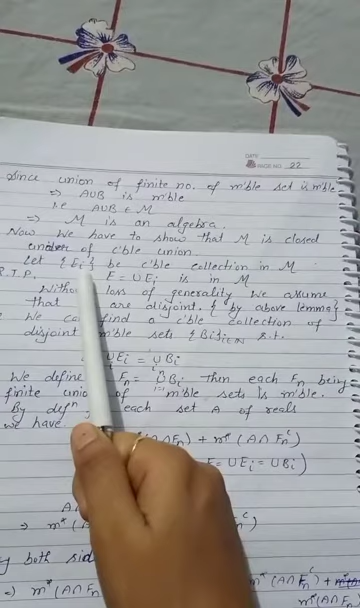 DATE
PAGE NO. 22
Since union of finite no. of m'ble set is m'ble
⇒ A∪B is m'ble
i.e A∪B ∈ M
⇒ M is an algebra.
Now We have to show that M is closed
under of c'ble union.
Let {Ei} be c'ble collection in M
R.T.P. E = ∪Ei is in M
Without loss of generality We assume
that are disjoint. { by above lemma }
We can find a c'ble collection of
disjoint m'ble sets {Bi}i∈N s.t.
∪Ei = ∪Bi
We define Fn = ∪Bi then each Fn being
finite union of m'ble sets is m'ble.
By defn each set A of reals
we have.
(A∩Fn) + m*(A∩Fnᶜ)
E = ∪Ei = ∪Bi )
⇒ m*(
both sid
⇒ m*(A∩Fn
m*(A∩Fnᶜ) +
m*(A∩Fn